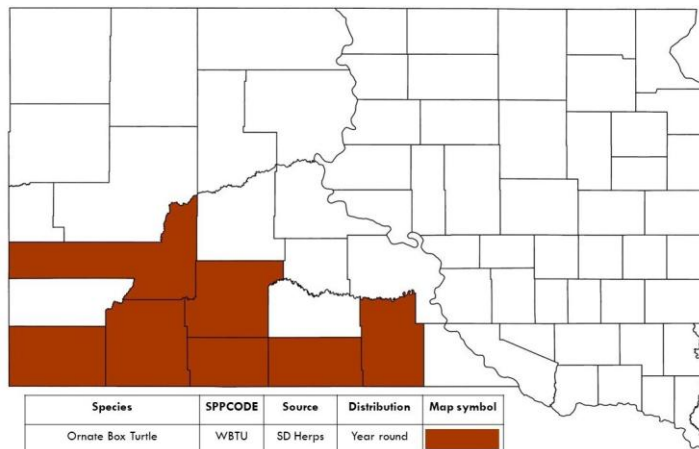 Species SPPCODE Source Distribution Map symbol
Ornate Box Turtle WBTU SD Herps Year round